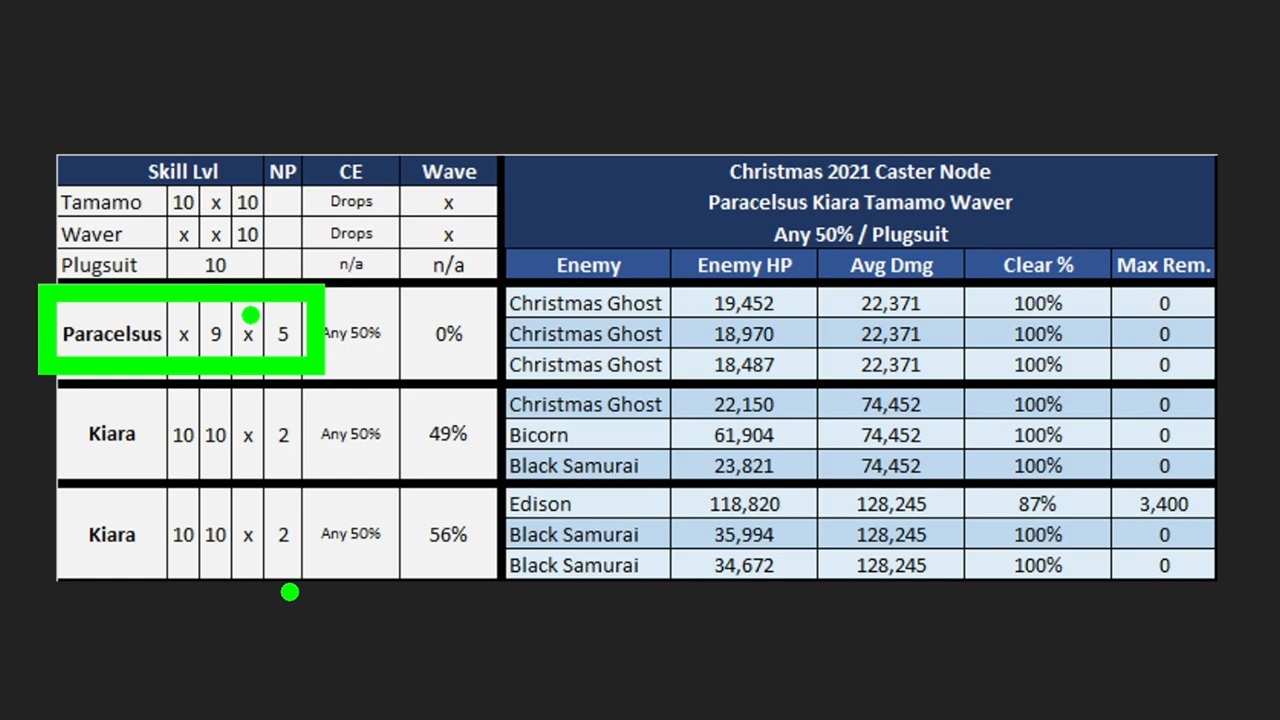 Skill Lvl NP CE Wave
Tamamo 10 x 10 Drops x
Waver x x 10 Drops x
Plugsuit 10 n/a n/a
Paracelsus x 9 x 5 Any 50% 0%
Kiara 10 10 x 2 Any 50% 49%
Kiara 10 10 x 2 Any 50% 56%
Christmas 2021 Caster Node
Paracelsus Kiara Tamamo Waver
Any 50% / Plugsuit
Enemy Enemy HP Avg Dmg Clear % Max Rem.
Christmas Ghost 19,452 22,371 100% 0
Christmas Ghost 18,970 22,371 100% 0
Christmas Ghost 18,487 22,371 100% 0
Christmas Ghost 22,150 74,452 100% 0
Bicorn 61,904 74,452 100% 0
Black Samurai 23,821 74,452 100% 0
Edison 118,820 128,245 87% 3,400
Black Samurai 35,994 128,245 100% 0
Black Samurai 34,672 128,245 100% 0